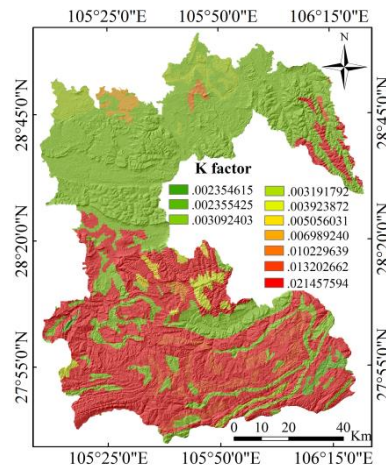 105°25'0"E 105°50'0"E 106°15'0"E
N
28°45'0"N 28°45'0"N
K factor
.002354615 .003191792
.002355425 .003923872
.003092403 .005056031
.006989240
.010229639
.013202662
.021457594
28°20'0"N 28°20'0"N
27°55'0"N 27°55'0"N
0 10 20 40
Km
105°25'0"E 105°50'0"E 106°15'0"E